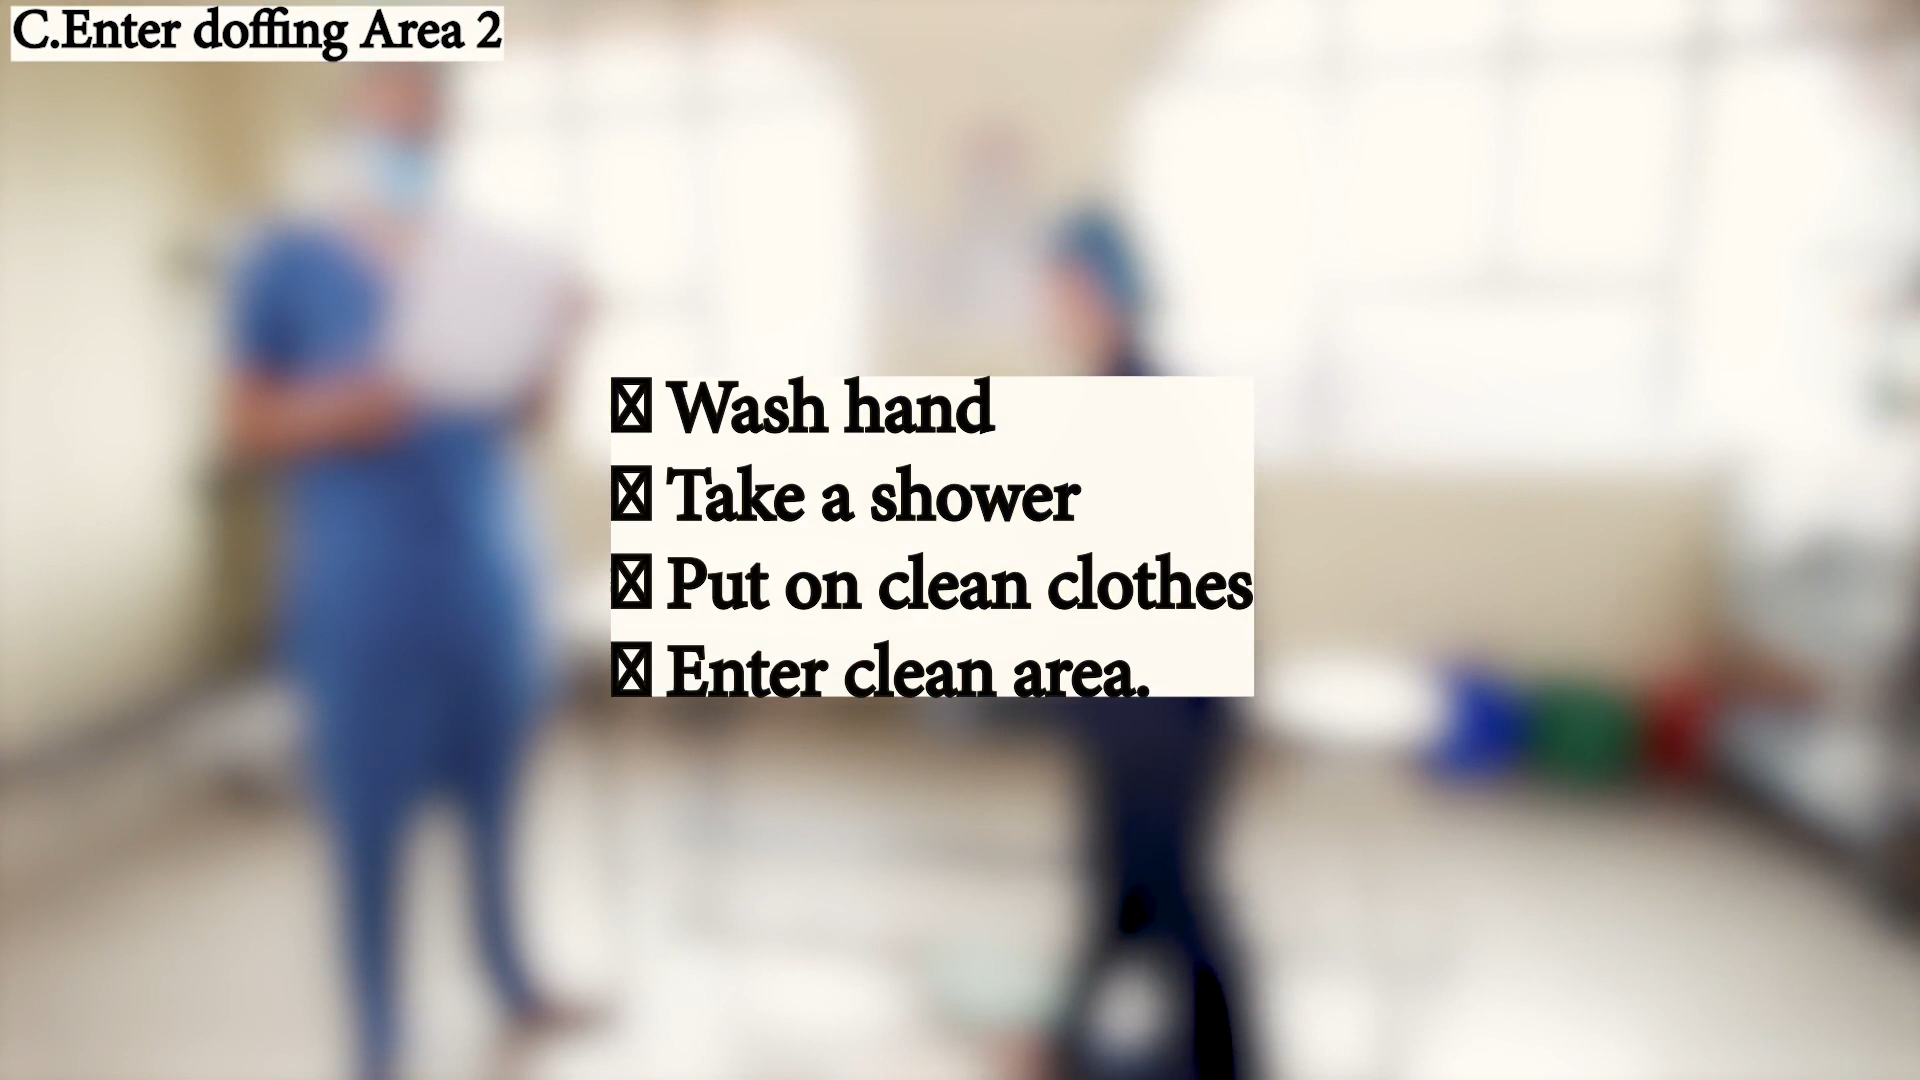 C.Enter doffing Area 2
Wash hand
Take a shower
Put on clean clothes
Enter clean area.